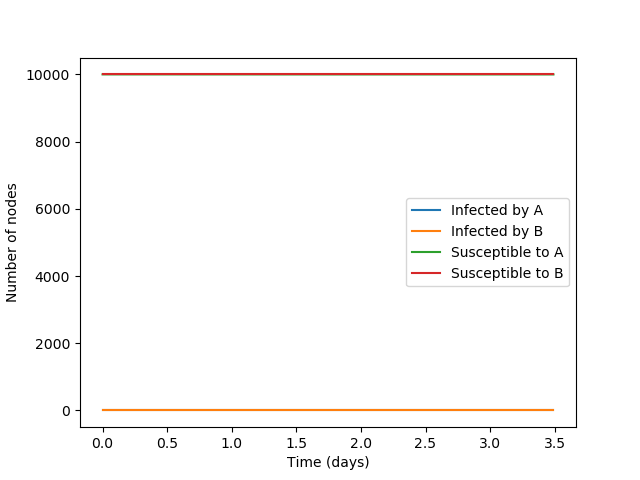 10000
8000
6000
4000
2000
0
Number of nodes
Infected by A
Infected by B
Susceptible to A
Susceptible to B
0.0 0.5 1.0 1.5 2.0 2.5 3.0 3.5
Time (days)